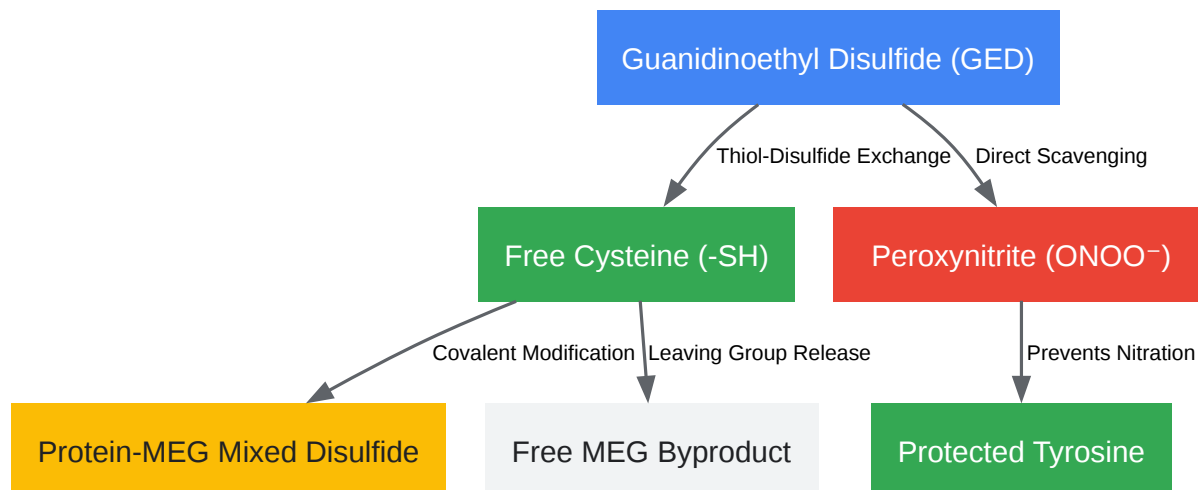 Guanidinoethyl Disulfide (GED)
Thiol-Disulfide Exchange
Direct Scavenging
Free Cysteine (-SH)
Peroxynitrite (ONOO⁻)
Covalent Modification
Leaving Group Release
Prevents Nitration
Protein-MEG Mixed Disulfide
Free MEG Byproduct
Protected Tyrosine